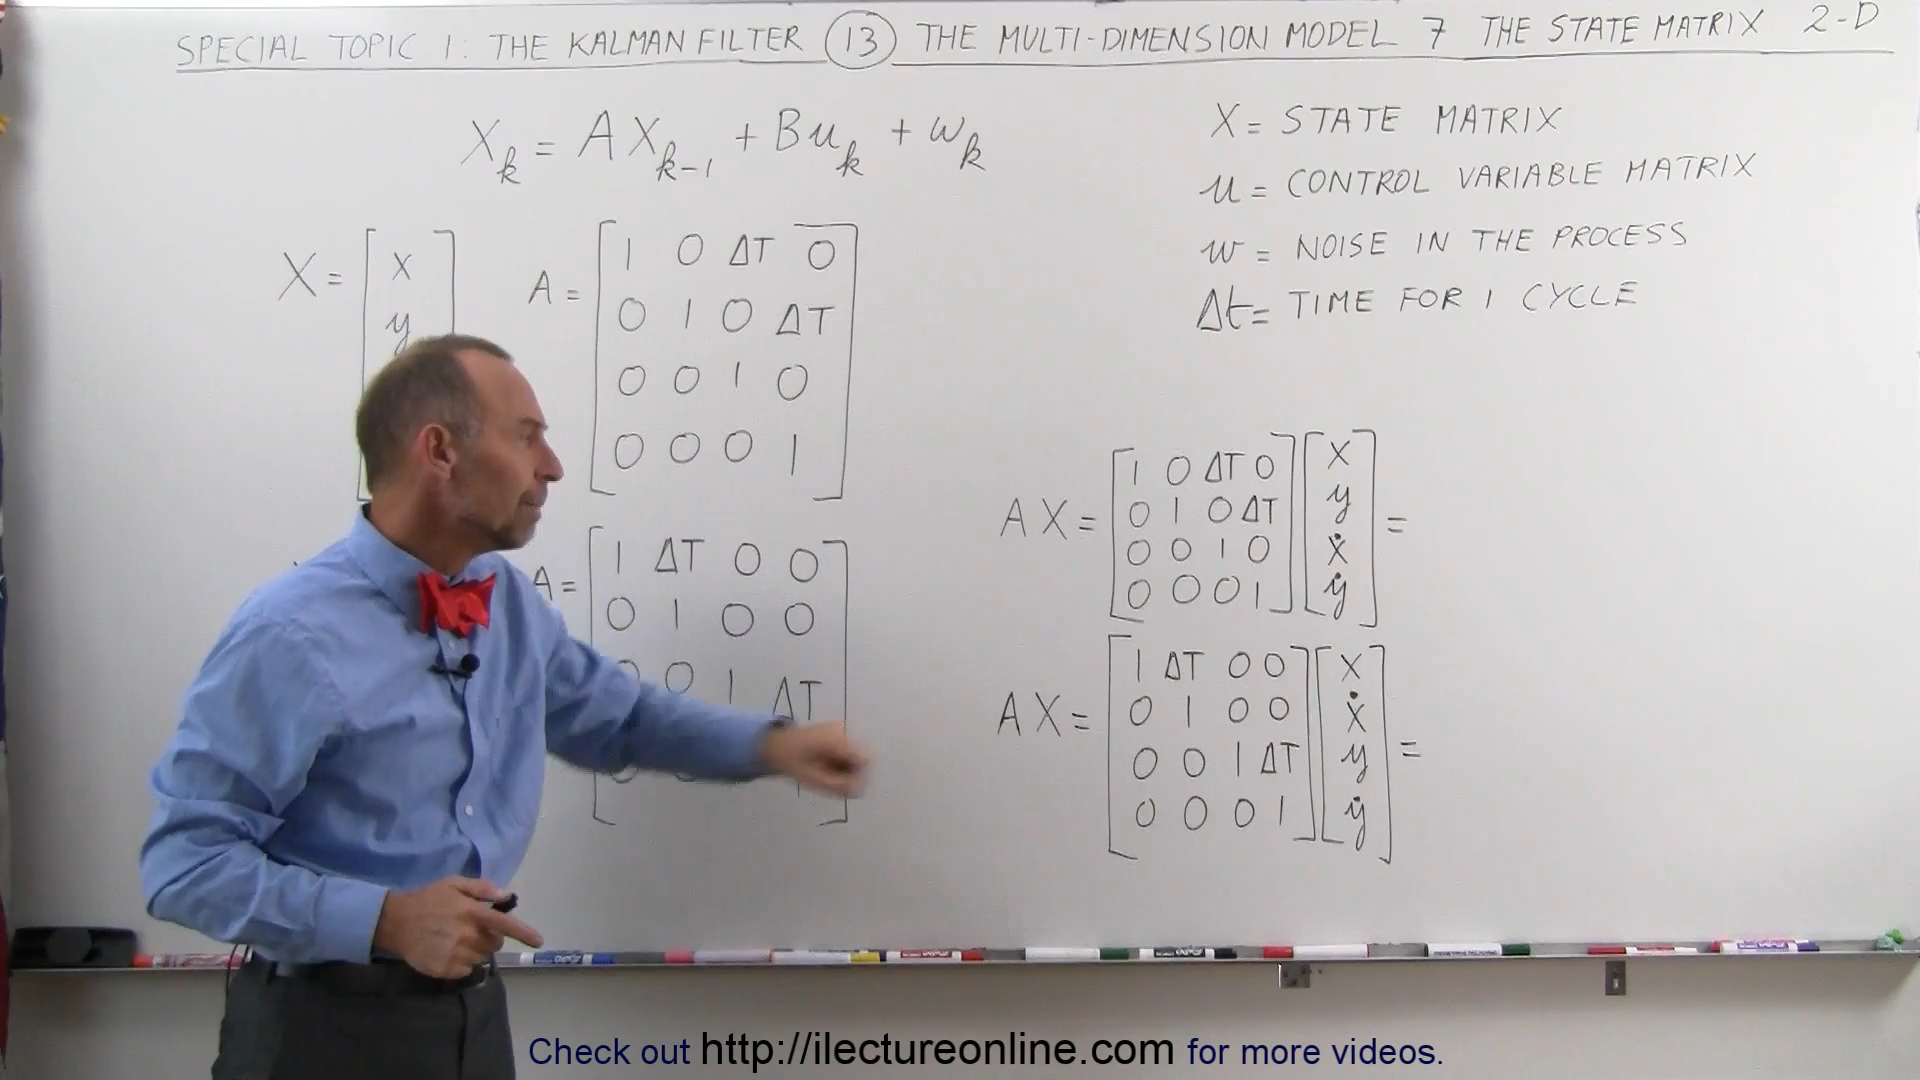 SPECIAL TOPIC 1: THE KALMAN FILTER (13) THE MULTI-DIMENSION MODEL 7 THE STATE MATRIX 2-D
X_k = A X_{k-1} + B u_k + w_k
X = STATE MATRIX
u = CONTROL VARIABLE MATRIX
w = NOISE IN THE PROCESS
Δt = TIME FOR 1 CYCLE
X = [ x
y
A = [ 1 0 ΔT 0
0 1 0 ΔT
0 0 1 0
0 0 0 1 ]
A = [ 1 ΔT 0 0
0 1 0 0
0 0 1 ΔT
AX = [ 1 0 ΔT 0 ] [ x ] =
0 1 0 ΔT y
0 0 1 0 ẋ
0 0 0 1 ẏ
AX = [ 1 ΔT 0 0 ] [ x ] =
0 1 0 0 ẋ
0 0 1 ΔT y
0 0 0 1 ẏ
Check out http://ilectureonline.com for more videos.